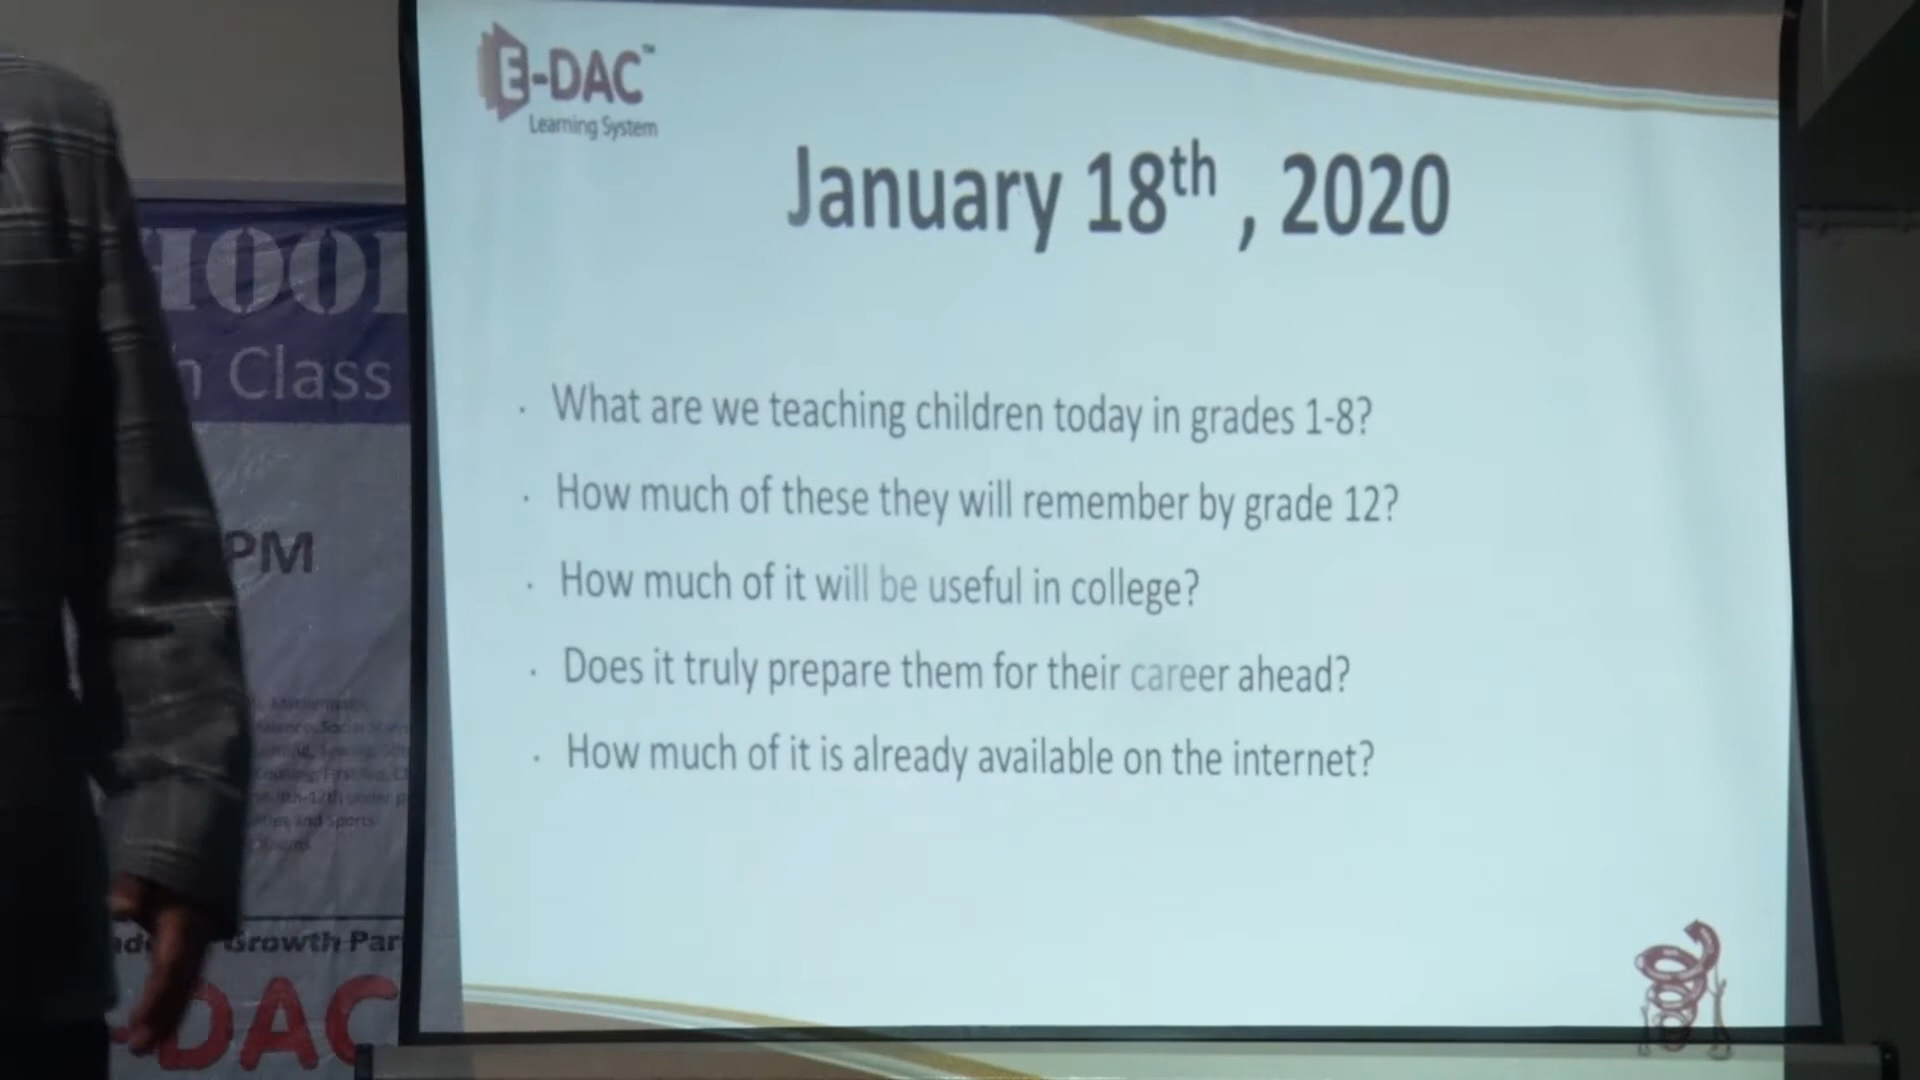 E-DAC™
Learning System
January 18th , 2020
· What are we teaching children today in grades 1-8?
· How much of these they will remember by grade 12?
· How much of it will be useful in college?
· Does it truly prepare them for their career ahead?
· How much of it is already available on the internet?
HOOL
n Class
PM
and Sports
Growth Par
DAC